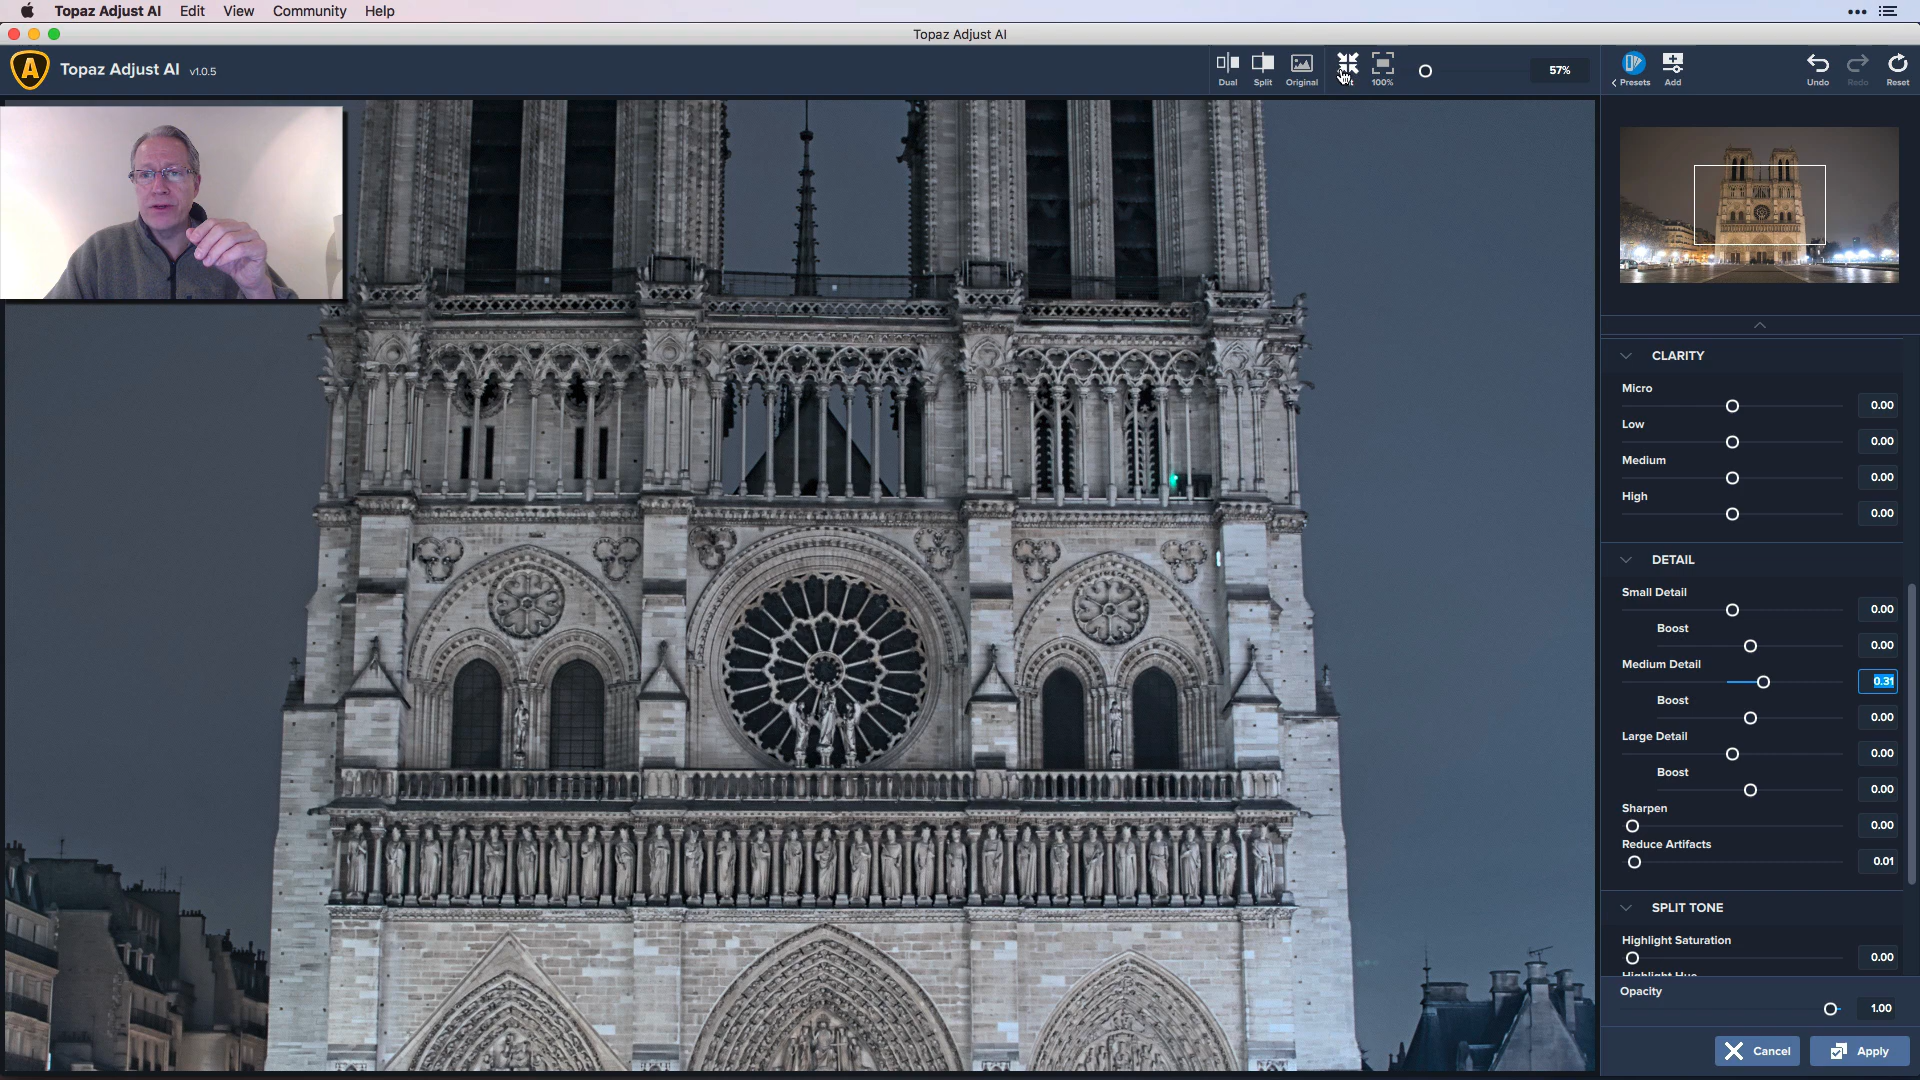 Topaz Adjust AI Edit View Community Help
Topaz Adjust AI
A Topaz Adjust AI v1.0.5
Dual Split Original 100% 57% Presets Add Undo Redo Reset
CLARITY
Micro
0.00
Low
0.00
Medium
0.00
High
0.00
DETAIL
Small Detail
0.00
Boost
0.00
Medium Detail
0.31
Boost
0.00
Large Detail
0.00
Boost
0.00
Sharpen
0.00
Reduce Artifacts
0.01
SPLIT TONE
Highlight Saturation
0.00
Highlight Hue
Opacity
1.00
Cancel Apply